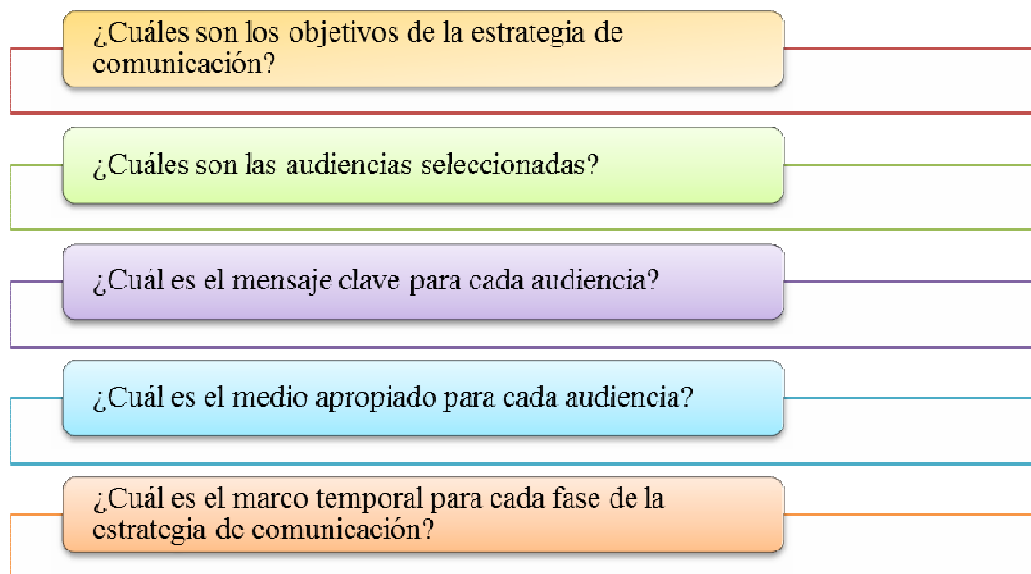 ¿Cuáles son los objetivos de la estrategia de
comunicación?
¿Cuáles son las audiencias seleccionadas?
¿Cuál es el mensaje clave para cada audiencia?
¿Cuál es el medio apropiado para cada audiencia?
¿Cuál es el marco temporal para cada fase de la
estrategia de comunicación?